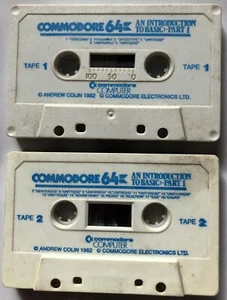 COMMODORE 64 AN INTRODUCTION
TO BASIC>PART 1
TAPE 1
TAPE 1
100 50 0
commodore
COMPUTER
© ANDREW COLIN 1982 © COMMODORE ELECTRONICS LTD.
COMMODORE 64 AN INTRODUCTION
TO BASIC>PART 1
TAPE 2
TAPE 2
commodore
COMPUTER
© ANDREW COLIN 1982 © COMMODORE ELECTRONICS LTD.